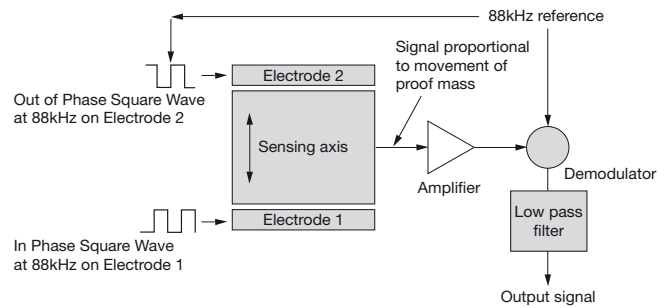 88kHz reference
Signal proportional
to movement of
proof mass
Electrode 2
Out of Phase Square Wave
at 88kHz on Electrode 2
Sensing axis
Amplifier
Demodulator
Electrode 1
Low pass
filter
In Phase Square Wave
at 88kHz on Electrode 1
Output signal